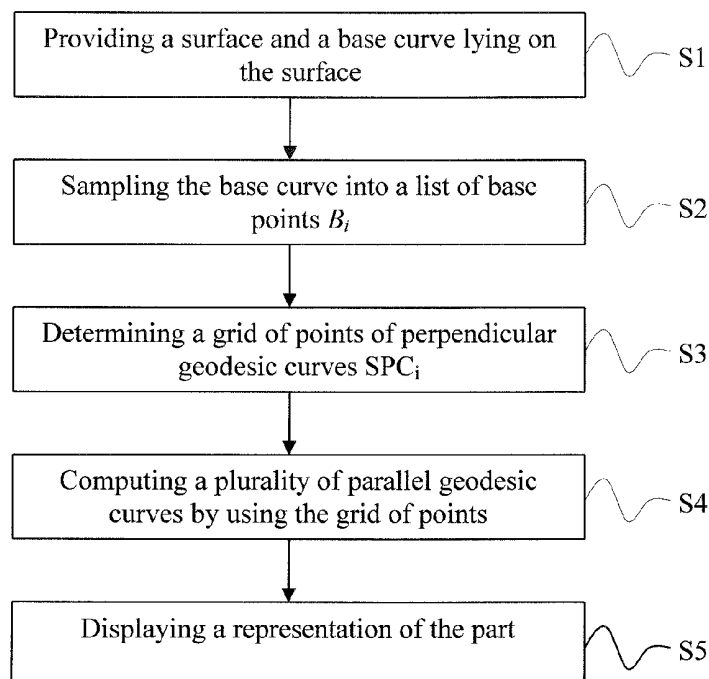 Providing a surface and a base curve lying on
the surface
S1
Sampling the base curve into a list of base
points Bᵢ
S2
Determining a grid of points of perpendicular
geodesic curves SPCᵢ
S3
Computing a plurality of parallel geodesic
curves by using the grid of points
S4
Displaying a representation of the part
S5